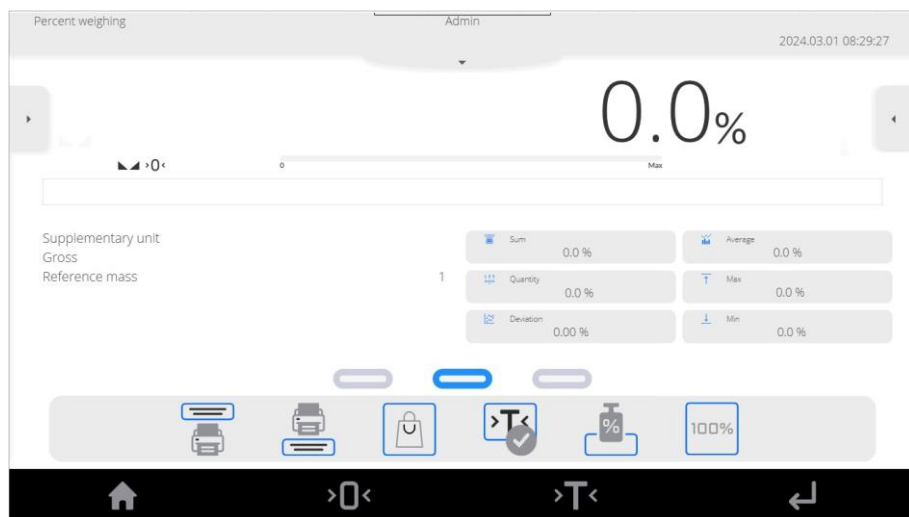 Percent weighing
Admin
2024.03.01 08:29:27
0.0%
>0<
0
Max
Supplementary unit
Gross
Reference mass 1
Sum
0.0 %
Average
0.0 %
Quantity
0.0 %
Max
0.0 %
Deviation
0.00 %
Min
0.0 %
>T<
%
100%
>0<
>T<